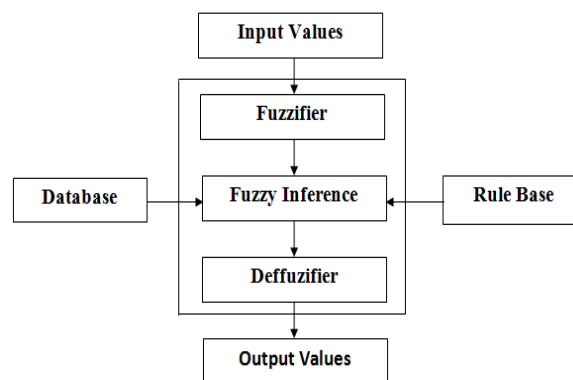 Input Values
Fuzzifier
Database
Fuzzy Inference
Rule Base
Deffuzifier
Output Values